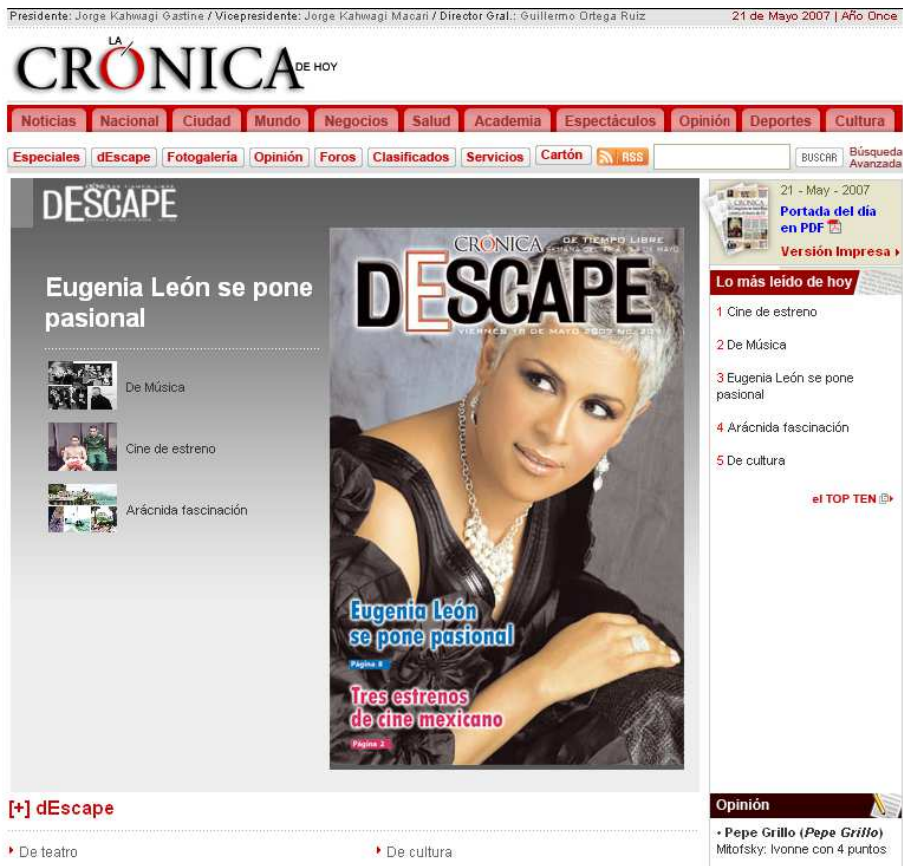 Presidente: Jorge Kahwagi Gastine / Vicepresidente: Jorge Kahwagi Macari / Director Gral.: Guillermo Ortega Ruiz
21 de Mayo 2007 | Año Once
LA
CRÓNICA DE HOY
Noticias Nacional Ciudad Mundo Negocios Salud Academia Espectáculos Opinión Deportes Cultura
Especiales dEscape Fotogalería Opinión Foros Clasificados Servicios Cartón RSS BUSCAR Búsqueda
Avanzada
DESCAPE
Eugenia León se pone
pasional
De Música
Cine de estreno
Arácnida fascinación
CRÓNICA DE TIEMPO LIBRE
DESCAPE
VIERNES 18 DE MAYO
Eugenia León
se pone pasional
Página 8
Tres estrenos
de cine mexicano
Página 2
21 - May - 2007
Portada del día
en PDF
Versión Impresa
Lo más leído de hoy
1 Cine de estreno
2 De Música
3 Eugenia León se pone
pasional
4 Arácnida fascinación
5 De cultura
el TOP TEN
[+] dEscape
De teatro
De cultura
Opinión
• Pepe Grillo (Pepe Grillo)
Mitofsky: Ivonne con 4 puntos